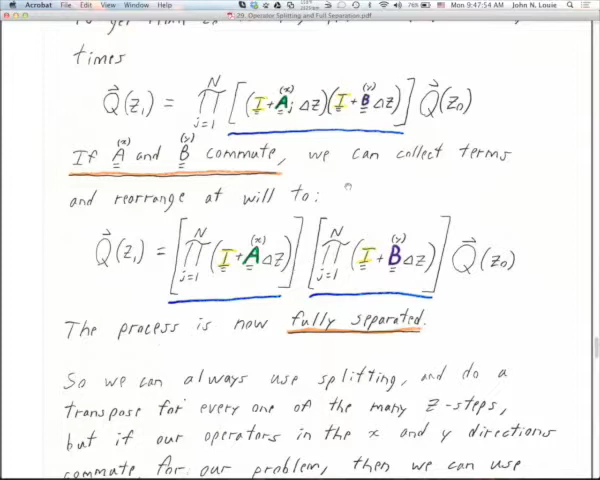 Acrobat File Edit View Window Help 76% Mon 9:47:54 AM John N. Louie
29. Operator Splitting and Full Separation.pdf
times
Q⃗(z₁) = ∏_{j=1}^{N} [(I + A_j^{(x)} Δz)(I + B^{(y)} Δz)] Q⃗(z₀)
If A^{(x)} and B^{(y)} commute, we can collect terms
and rearrange at will to:
Q⃗(z₁) = [∏_{j=1}^{N} (I + A^{(x)} Δz)] [∏_{j=1}^{N} (I + B^{(y)} Δz)] Q⃗(z₀)
The process is now fully separated.
So we can always use splitting, and do a
transpose for every one of the many z-steps,
but if our operators in the x and y directions
commute for our problem, then we can use